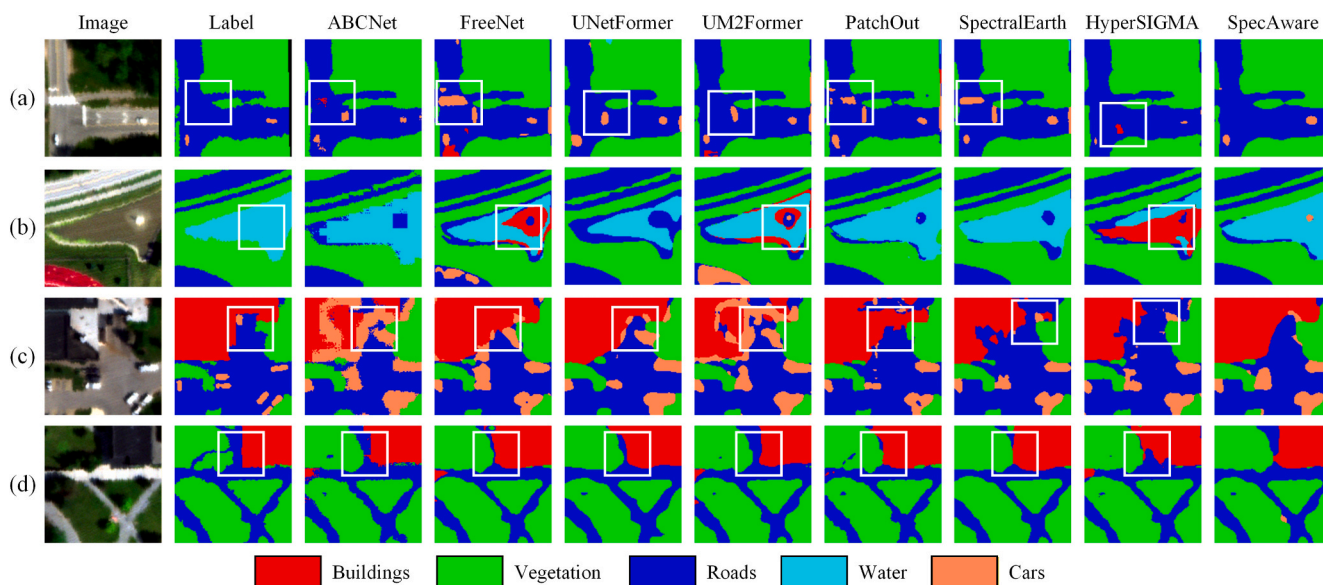 Image Label ABCNet FreeNet UNetFormer UM2Former PatchOut SpectralEarth HyperSIGMA SpecAware
(a)
(b)
(c)
(d)
Buildings Vegetation Roads Water Cars